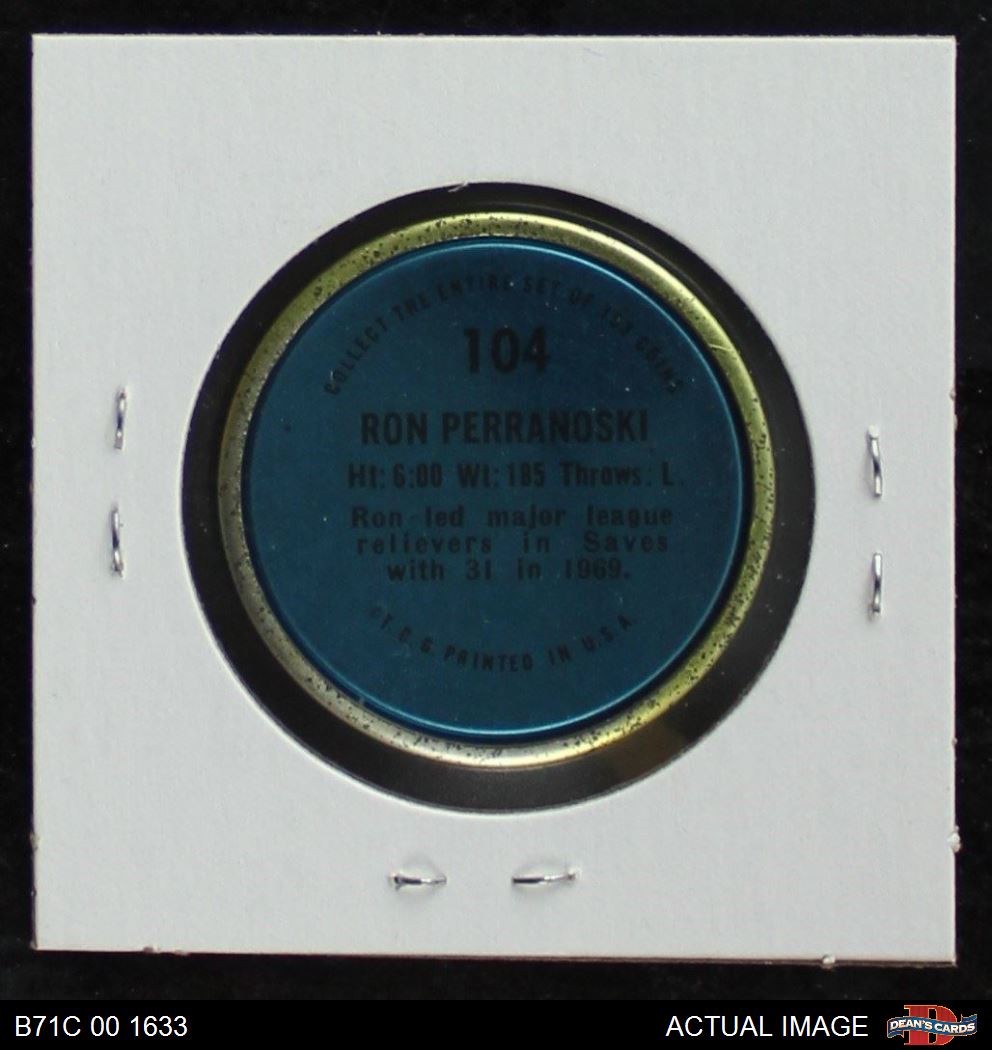 COLLECT THE ENTIRE SET OF 153 COINS
104
RON PERRANOSKI
Ht: 6:00 Wt: 185 Throws: L.
Ron led major league
relievers in Saves
with 31 in 1969.
©T.C.G. PRINTED IN U.S.A.
B71C 00 1633
ACTUAL IMAGE
DEAN'S CARDS